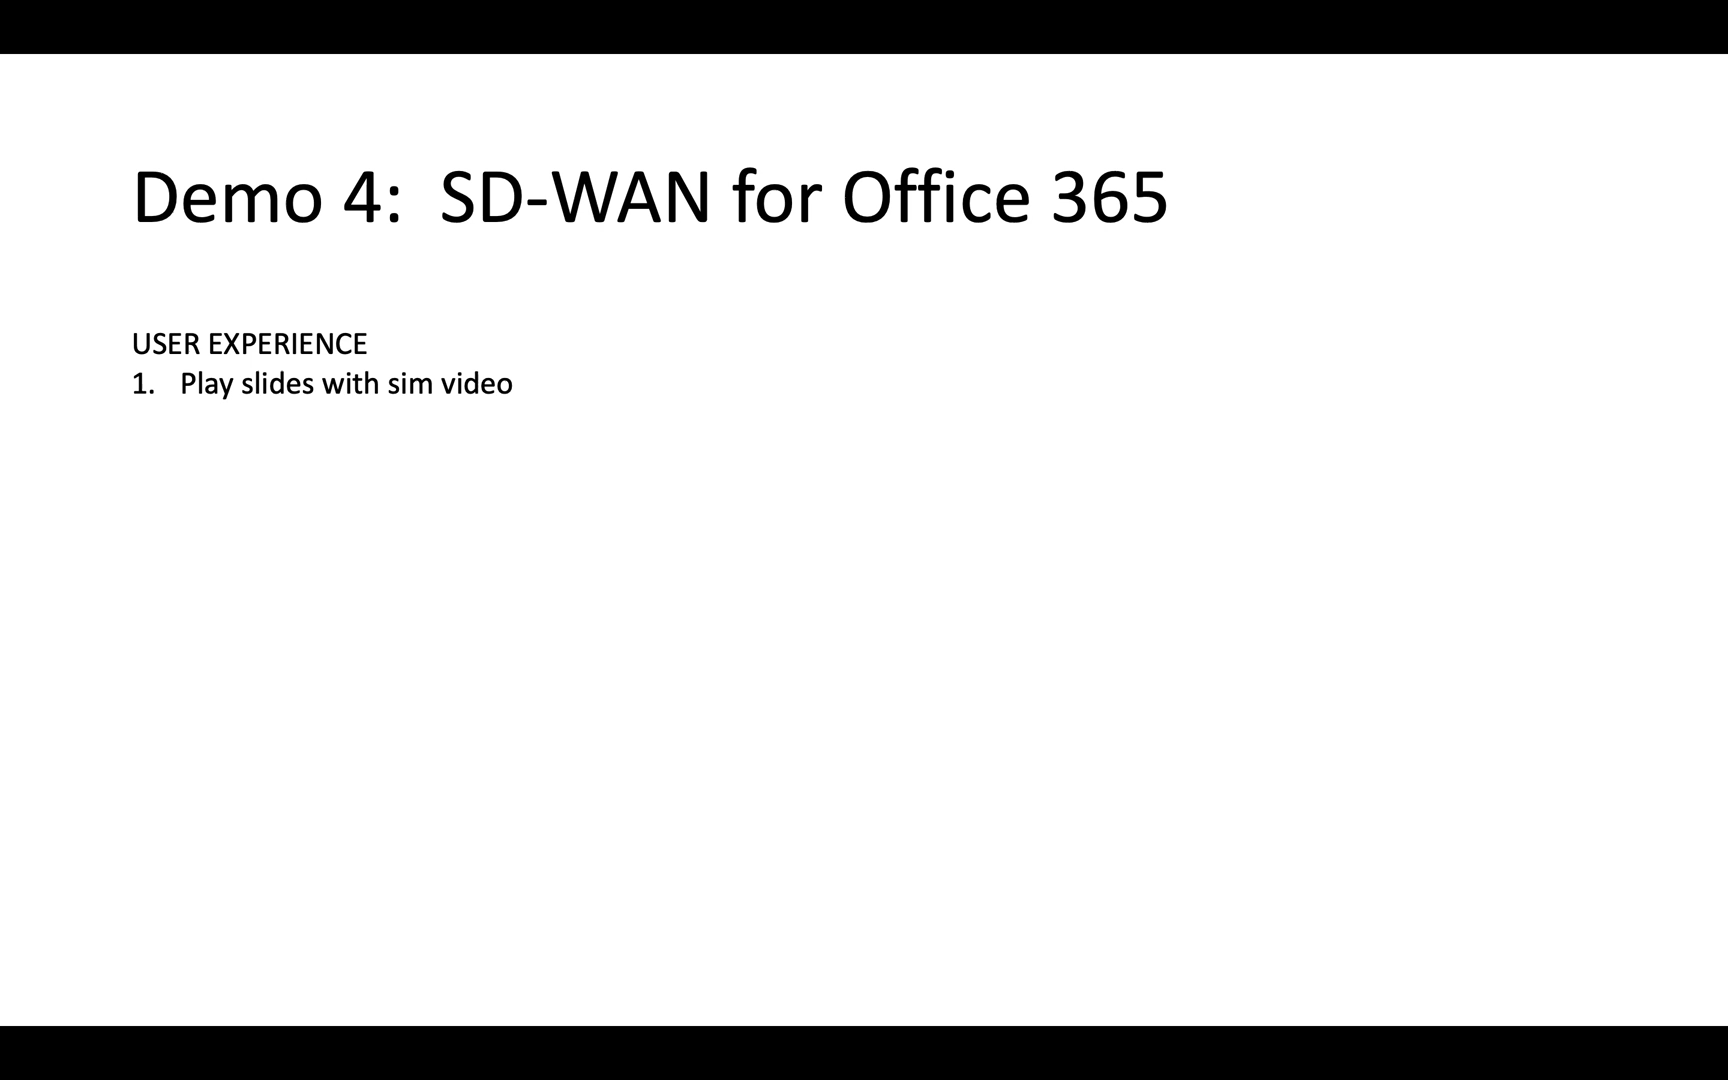 Demo 4:  SD-WAN for Office 365
USER EXPERIENCE
1. Play slides with sim video